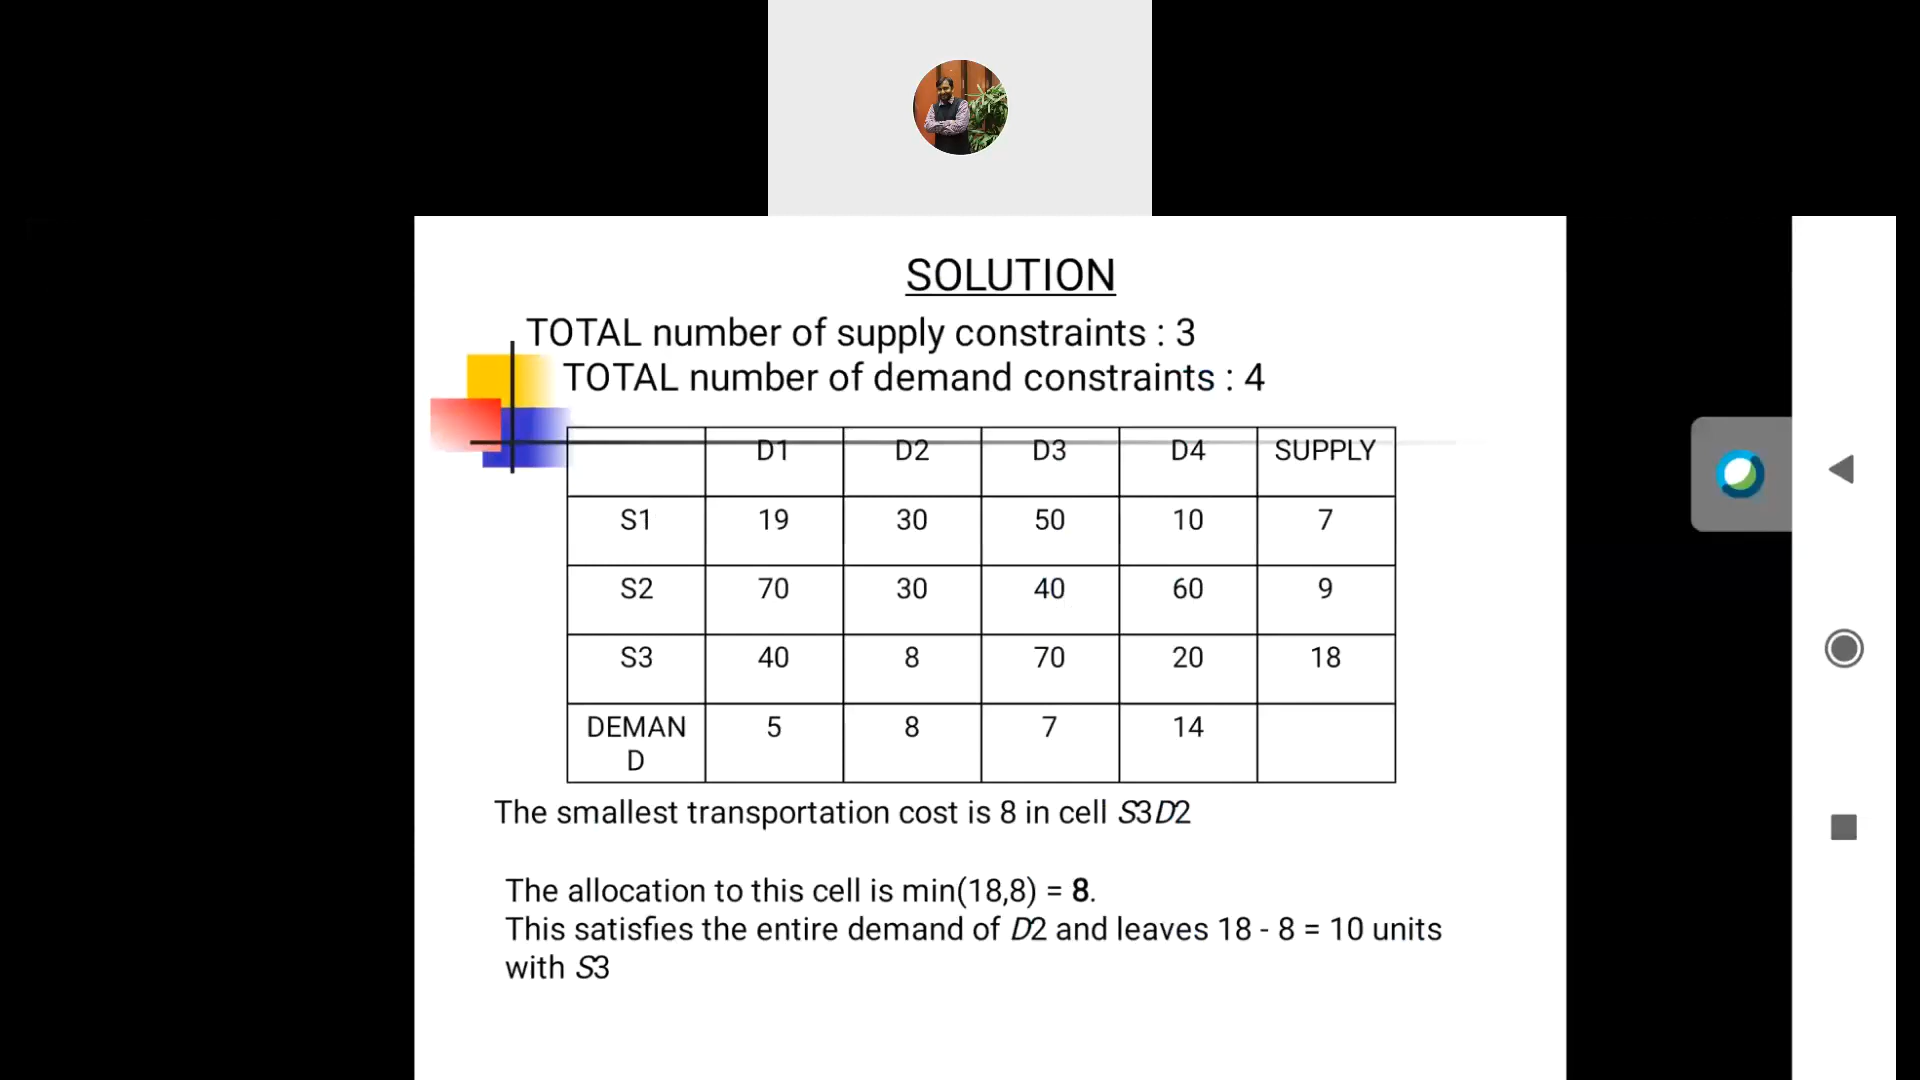 SOLUTION
TOTAL number of supply constraints : 3
TOTAL number of demand constraints : 4
D1 D2 D3 D4 SUPPLY
S1 19 30 50 10 7
S2 70 30 40 60 9
S3 40 8 70 20 18
DEMAN 5 8 7 14
D
The smallest transportation cost is 8 in cell S3D2
The allocation to this cell is min(18,8) = 8.
This satisfies the entire demand of D2 and leaves 18 - 8 = 10 units
with S3